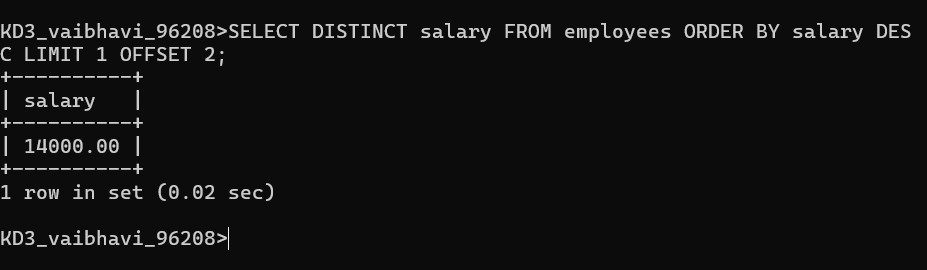 KD3_vaibhavi_96208>SELECT DISTINCT salary FROM employees ORDER BY salary DES
C LIMIT 1 OFFSET 2;
+----------+
| salary   |
+----------+
| 14000.00 |
+----------+
1 row in set (0.02 sec)
KD3_vaibhavi_96208>